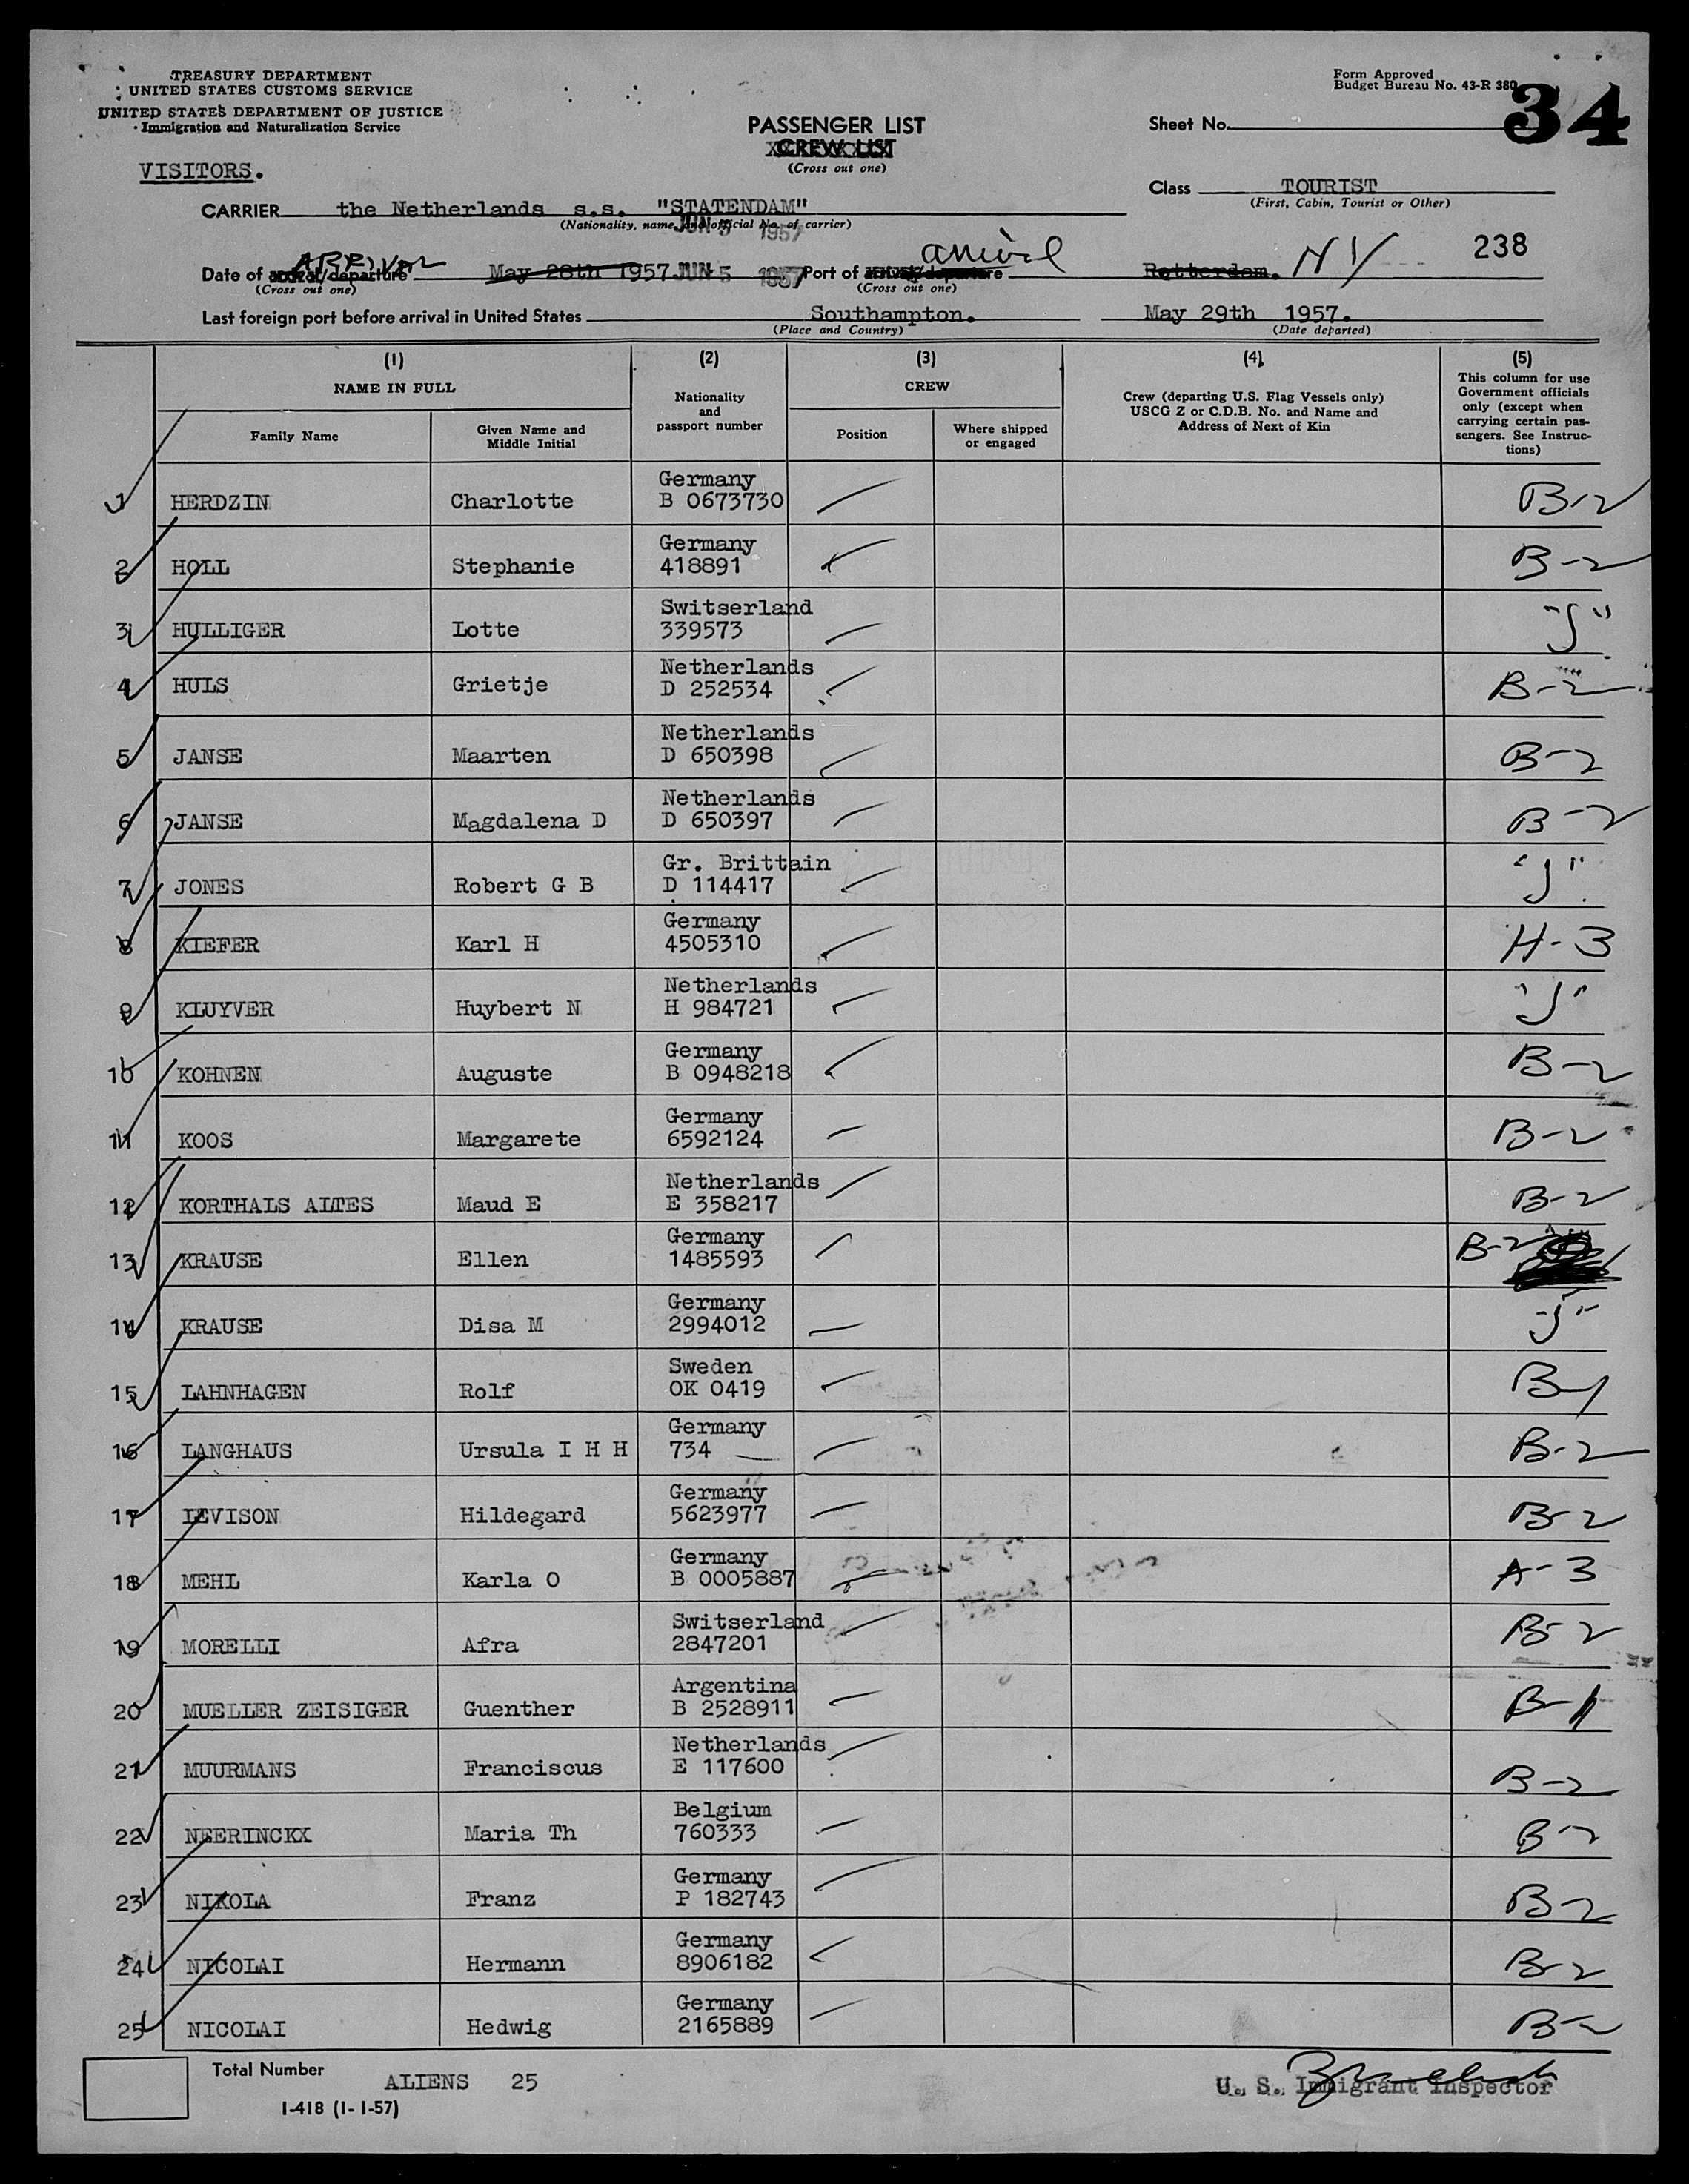 TREASURY DEPARTMENT
UNITED STATES CUSTOMS SERVICE
UNITED STATES DEPARTMENT OF JUSTICE
Immigration and Naturalization Service
Form Approved
Budget Bureau No. 43-R 380
34
PASSENGER LIST
CREW LIST
(Cross out one)
Sheet No.
VISITORS.
Class TOURIST
(First, Cabin, Tourist or Other)
CARRIER the Netherlands s.s. "STATENDAM"
(Nationality, name, and official No. of carrier)
JUN 5 1957
ARRIVAL
arrival
Date of arrival/departure May 28th 1957. JUN 5 1957 Port of arrival/departure Rotterdam. NY 238
(Cross out one) (Cross out one)
Last foreign port before arrival in United States Southampton. May 29th 1957.
(Place and Country) (Date departed)
(1) (2) (3) (4) (5)
NAME IN FULL
Nationality and passport number
CREW
Crew (departing U.S. Flag Vessels only) USCG Z or C.D.B. No. and Name and Address of Next of Kin
This column for use Government officials only (except when carrying certain passengers. See Instructions)
Family Name
Given Name and Middle Initial
Position
Where shipped or engaged
1 HERDZIN Charlotte Germany B 0673730 B-2
2 HOLL Stephanie Germany 418891 B-2
3 HULLIGER Lotte Switserland 339573 "J"
4 HULS Grietje Netherlands D 252534 B-2
5 JANSE Maarten Netherlands D 650398 B-2
6 JANSE Magdalena D Netherlands D 650397 B-2
7 JONES Robert G B Gr. Brittain D 114417 "J"
8 KIEFER Karl H Germany 4505310 H-3
9 KLUYVER Huybert N Netherlands H 984721 "J"
10 KOHNEN Auguste Germany B 0948218 B-2
11 KOOS Margarete Germany 6592124 B-2
12 KORTHALS ALTES Maud E Netherlands E 358217 B-2
13 KRAUSE Ellen Germany 1485593 B-2
14 KRAUSE Disa M Germany 2994012 "J"
15 LAHNHAGEN Rolf Sweden OK 0419 B-1
16 LANGHAUS Ursula I H H Germany 734 B-2
17 LEVISON Hildegard Germany 5623977 B-2
18 MEHL Karla O Germany B 0005887 A-3
19 MORELLI Afra Switserland 2847201 B-2
20 MUELLER ZEISIGER Guenther Argentina B 2528911 B-1
21 MUURMANS Franciscus Netherlands E 117600 B-2
22 NEERINCKX Maria Th Belgium 760333 B-2
23 NIKOLA Franz Germany P 182743 B-2
24 NICOLAI Hermann Germany 8906182 B-2
25 NICOLAI Hedwig Germany 2165889 B-2
Total Number ALIENS 25
U. S. Immigrant Inspector
I-418 (1-1-57)